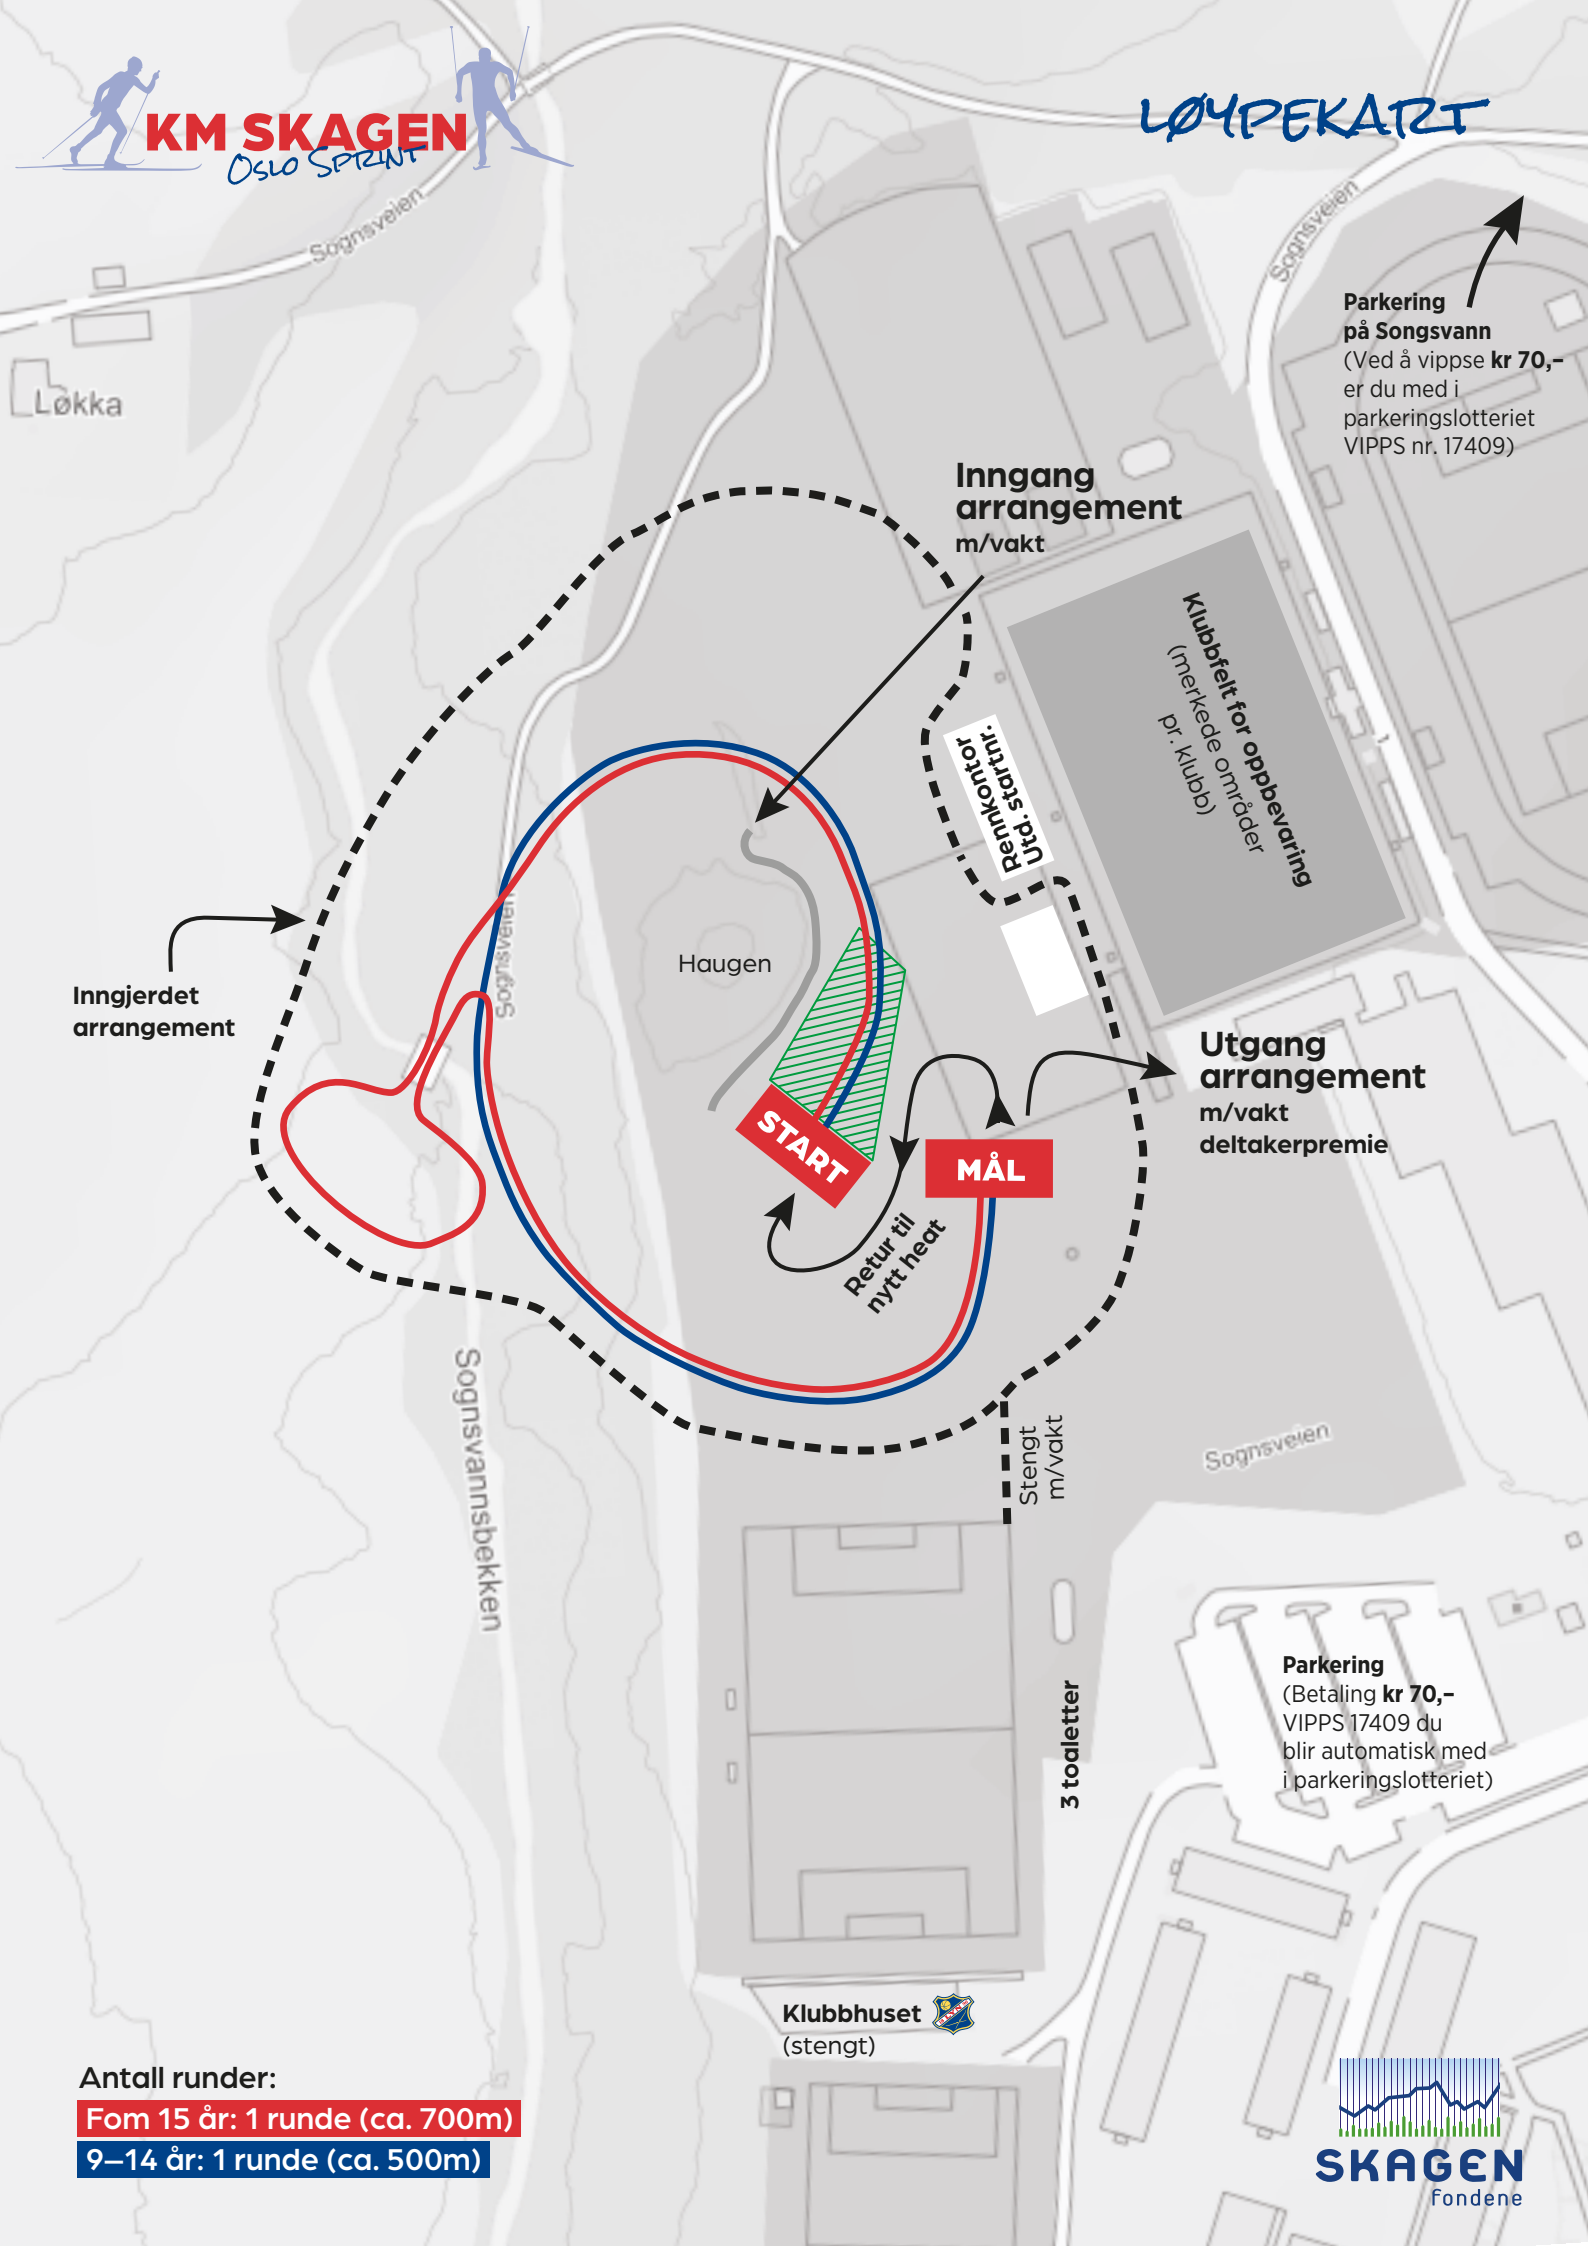 KM SKAGEN
OSLO SPRINT
LØYPEKART
Sognsveien
Sognsveien
Parkering
på Songsvann
(Ved å vippse kr 70,–
er du med i
parkeringslotteriet
VIPPS nr. 17409)
Løkka
Inngang
arrangement
m/vakt
Klubbfelt for oppbevaring
(merkede områder
pr. klubb)
Rennkontor
Utd. startnr.
Sognsveien
Haugen
Inngjerdet
arrangement
Utgang
arrangement
m/vakt
deltakerpremie
START
MÅL
Retur til
nytt heat
Stengt
m/vakt
Sognsveien
Sognsvannsbekken
Parkering
(Betaling kr 70,–
VIPPS 17409 du
blir automatisk med
i parkeringslotteriet)
3 toaletter
Klubbhuset
LYN
(stengt)
Antall runder:
Fom 15 år: 1 runde (ca. 700m)
9–14 år: 1 runde (ca. 500m)
SKAGEN
fondene